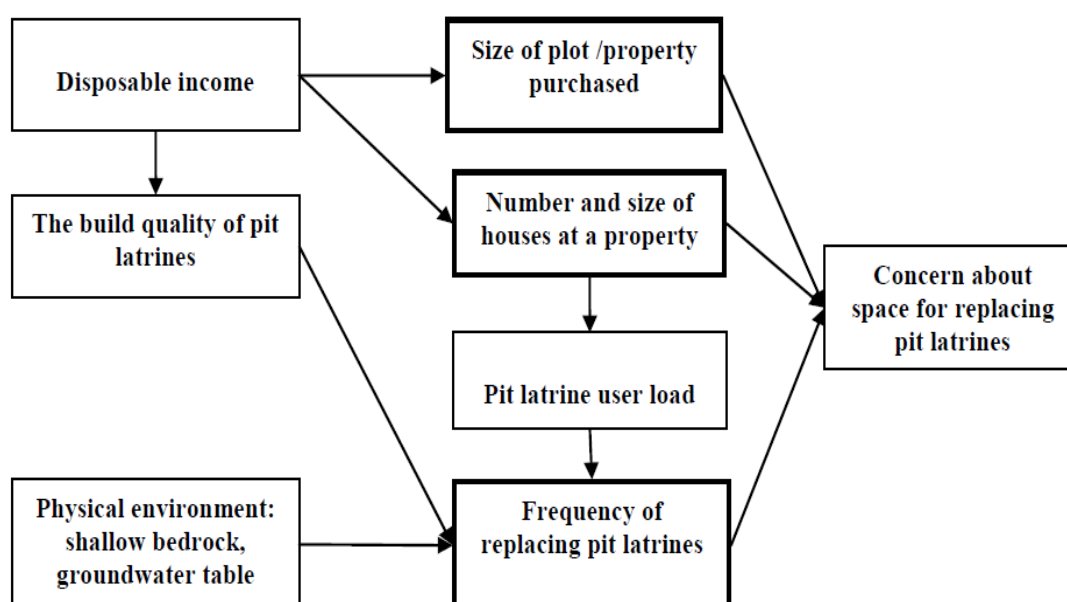 Disposable income
Size of plot /property
purchased
The build quality of pit
latrines
Number and size of
houses at a property
Concern about
space for replacing
pit latrines
Pit latrine user load
Physical environment:
shallow bedrock,
groundwater table
Frequency of
replacing pit latrines